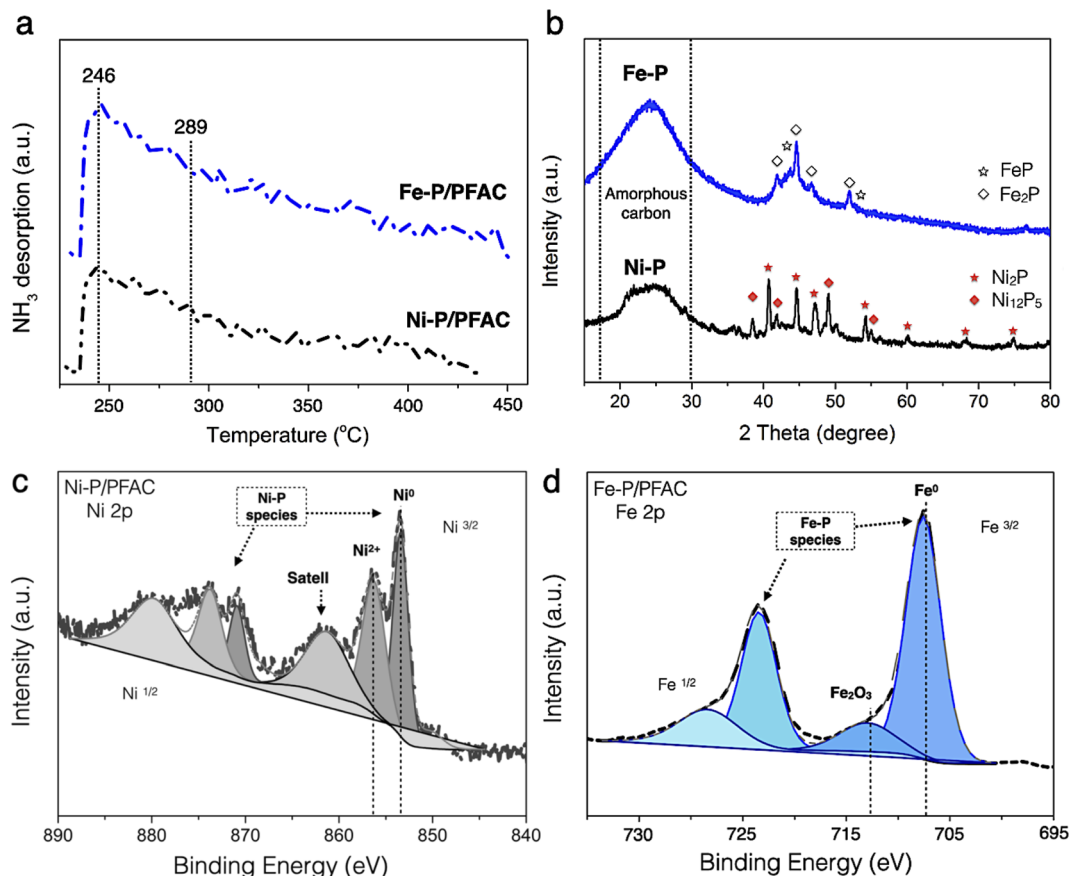 a
246
289
Fe-P/PFAC
Ni-P/PFAC
NH3 desorption (a.u.)
250 300 350 400 450
Temperature (oC)
b
Fe-P
Amorphous
carbon
Ni-P
☆ FeP
◇ Fe2P
★ Ni2P
◆ Ni12P5
Intensity (a.u.)
20 30 40 50 60 70 80
2 Theta (degree)
c
Ni-P/PFAC
Ni 2p
Ni-P
species
Ni0
Ni 3/2
Ni2+
Satell
Ni 1/2
Intensity (a.u.)
890 880 870 860 850 840
Binding Energy (eV)
d
Fe-P/PFAC
Fe 2p
Fe-P
species
Fe0
Fe 3/2
Fe 1/2
Fe2O3
Intensity (a.u.)
730 725 715 705 695
Binding Energy (eV)